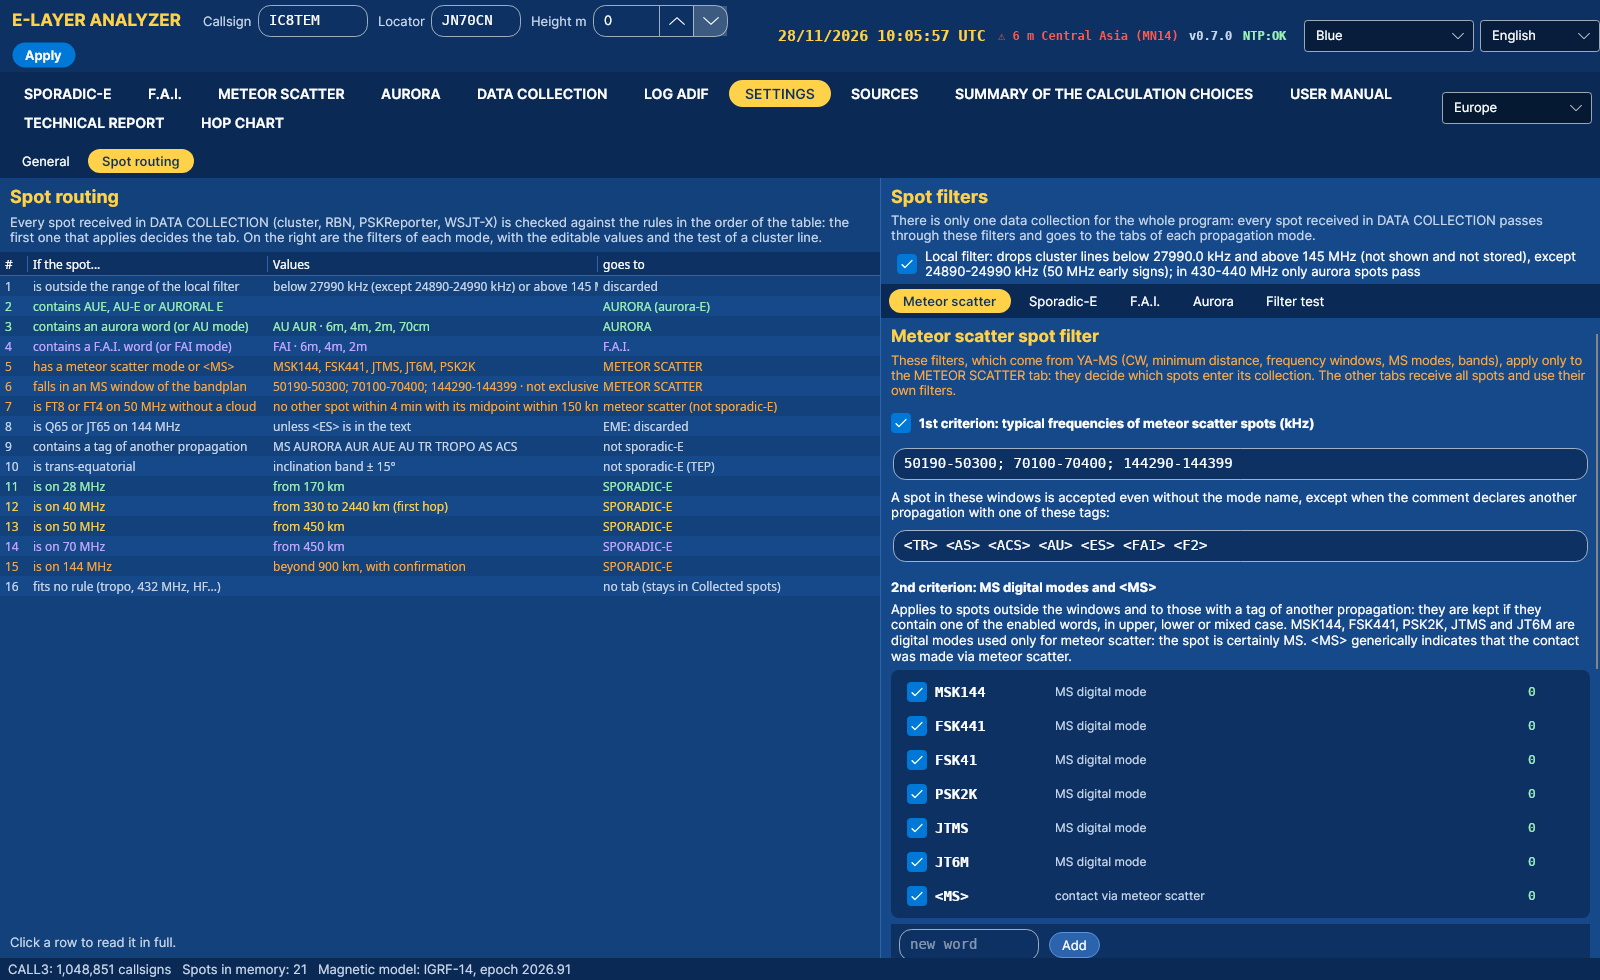 E-LAYER ANALYZER Callsign IC8TEM Locator JN70CN Height m 0
28/11/2026 10:05:57 UTC ⚠ 6 m Central Asia (MN14) v0.7.0 NTP:OK Blue English
Apply
SPORADIC-E F.A.I. METEOR SCATTER AURORA DATA COLLECTION LOG ADIF SETTINGS SOURCES SUMMARY OF THE CALCULATION CHOICES USER MANUAL
TECHNICAL REPORT HOP CHART
Europe
General Spot routing
Spot routing
Every spot received in DATA COLLECTION (cluster, RBN, PSKReporter, WSJT-X) is checked against the rules in the order of the table: the
first one that applies decides the tab. On the right are the filters of each mode, with the editable values and the test of a cluster line.
# If the spot... Values goes to
1 is outside the range of the local filter below 27990 kHz (except 24890-24990 kHz) or above 145 M discarded
2 contains AUE, AU-E or AURORAL E AURORA (aurora-E)
3 contains an aurora word (or AU mode) AU AUR · 6m, 4m, 2m, 70cm AURORA
4 contains a F.A.I. word (or FAI mode) FAI · 6m, 4m, 2m F.A.I.
5 has a meteor scatter mode or <MS> MSK144, FSK441, JTMS, JT6M, PSK2K METEOR SCATTER
6 falls in an MS window of the bandplan 50190-50300; 70100-70400; 144290-144399 · not exclusive METEOR SCATTER
7 is FT8 or FT4 on 50 MHz without a cloud no other spot within 4 min with its midpoint within 150 km meteor scatter (not sporadic-E)
8 is Q65 or JT65 on 144 MHz unless <ES> is in the text EME: discarded
9 contains a tag of another propagation MS AURORA AUR AUE AU TR TROPO AS ACS not sporadic-E
10 is trans-equatorial inclination band ± 15° not sporadic-E (TEP)
11 is on 28 MHz from 170 km SPORADIC-E
12 is on 40 MHz from 330 to 2440 km (first hop) SPORADIC-E
13 is on 50 MHz from 450 km SPORADIC-E
14 is on 70 MHz from 450 km SPORADIC-E
15 is on 144 MHz beyond 900 km, with confirmation SPORADIC-E
16 fits no rule (tropo, 432 MHz, HF...) no tab (stays in Collected spots)
Click a row to read it in full.
Spot filters
There is only one data collection for the whole program: every spot received in DATA COLLECTION passes
through these filters and goes to the tabs of each propagation mode.
Local filter: drops cluster lines below 27990.0 kHz and above 145 MHz (not shown and not stored), except
24890-24990 kHz (50 MHz early signs); in 430-440 MHz only aurora spots pass
Meteor scatter Sporadic-E F.A.I. Aurora Filter test
Meteor scatter spot filter
These filters, which come from YA-MS (CW, minimum distance, frequency windows, MS modes, bands), apply only to
the METEOR SCATTER tab: they decide which spots enter its collection. The other tabs receive all spots and use their
own filters.
1st criterion: typical frequencies of meteor scatter spots (kHz)
50190-50300; 70100-70400; 144290-144399
A spot in these windows is accepted even without the mode name, except when the comment declares another
propagation with one of these tags:
<TR> <AS> <ACS> <AU> <ES> <FAI> <F2>
2nd criterion: MS digital modes and <MS>
Applies to spots outside the windows and to those with a tag of another propagation: they are kept if they
contain one of the enabled words, in upper, lower or mixed case. MSK144, FSK441, PSK2K, JTMS and JT6M are
digital modes used only for meteor scatter: the spot is certainly MS. <MS> generically indicates that the contact
was made via meteor scatter.
MSK144 MS digital mode 0
FSK441 MS digital mode 0
FSK41 MS digital mode 0
PSK2K MS digital mode 0
JTMS MS digital mode 0
JT6M MS digital mode 0
<MS> contact via meteor scatter 0
new word Add
CALL3: 1,048,851 callsigns Spots in memory: 21 Magnetic model: IGRF-14, epoch 2026.91